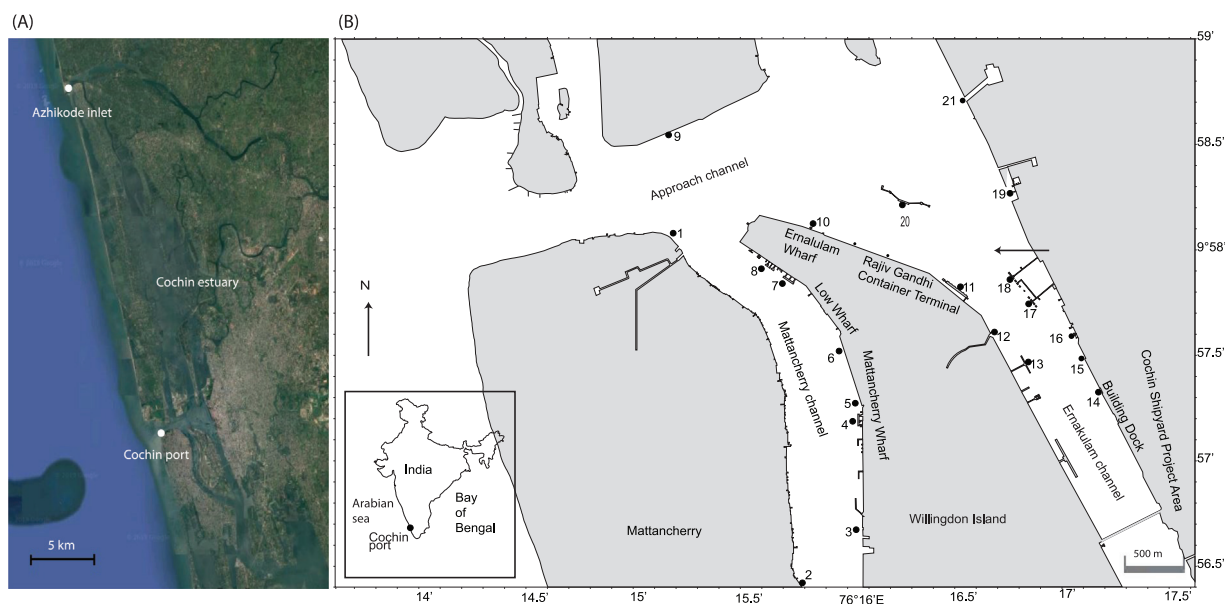 (A)
Azhikode inlet
Cochin estuary
Cochin port
5 km
(B)
59'
21
9
58.5'
Approach channel
19
20
10
1
Ernalulam
Wharf
9°58'
Rajiv Gandhi
Container Terminal
N
8
7
18
11
17
Low Wharf
12
16
57.5'
6
13
15
Mattancherry channel
Mattancherry Wharf
14
Building Dock
Cochin Shipyard Project Area
5
4
Ernakulam channel
57'
India
Arabian
sea
Bay
of
Bengal
Cochin
port
Mattancherry
Willingdon Island
3
2
500 m
56.5'
14'
14.5'
15'
15.5'
76°16'E
16.5'
17'
17.5'